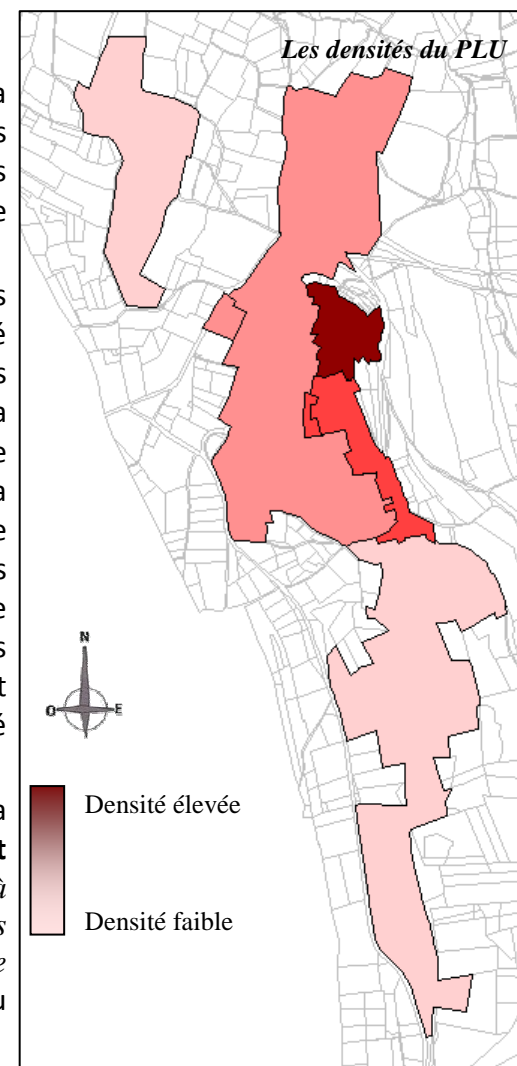 a
s
s
e
s
é
s
a
e
a
e
s
e
s
t
é
a
t
à
s
e
u
Les densités du PLU
N
O E
Densité élevée
Densité faible